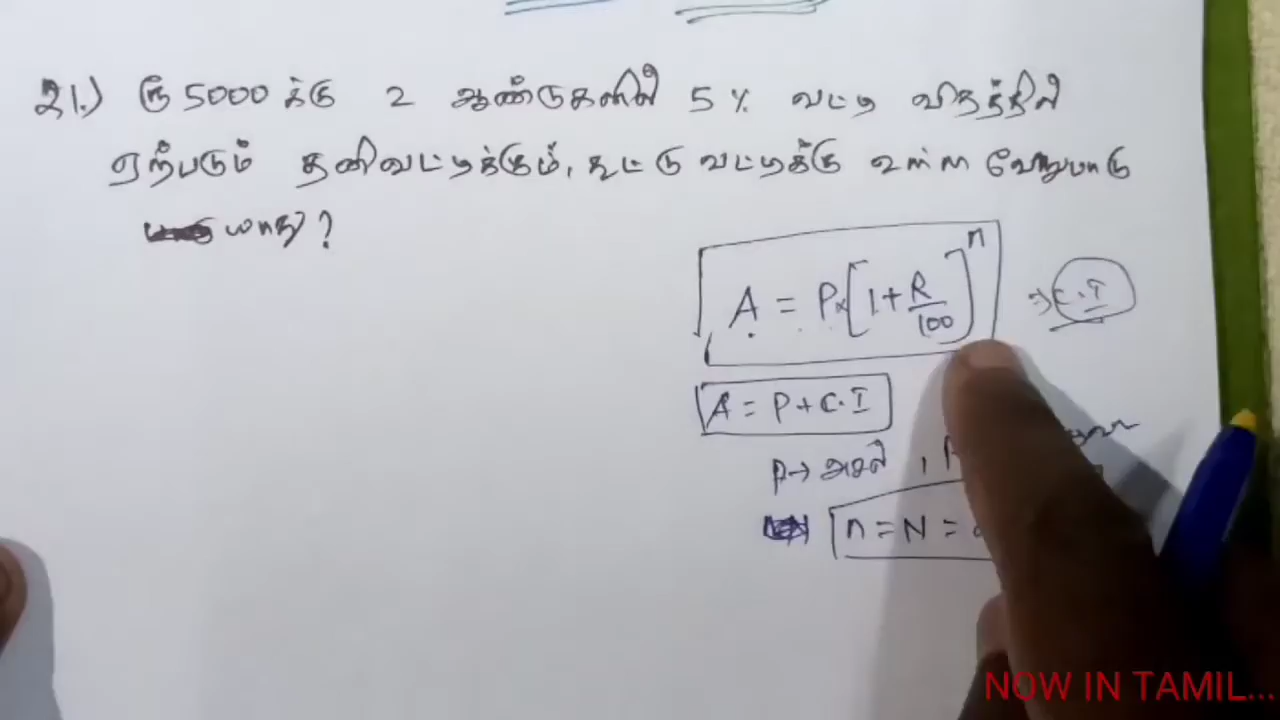 21.) ரூ 5000 க்கு 2 ஆண்டுகளில் 5% வட்டி விதத்தில்
ஏற்படும் தனிவட்டிக்கும், கூட்டு வட்டிக்கு உள்ள வேறுபாடு
யாது?
A = P×[1+R/100]^n ⇒ C.I
A = P+C.I
P→ அசல்,
n = N =
NOW IN TAMIL...